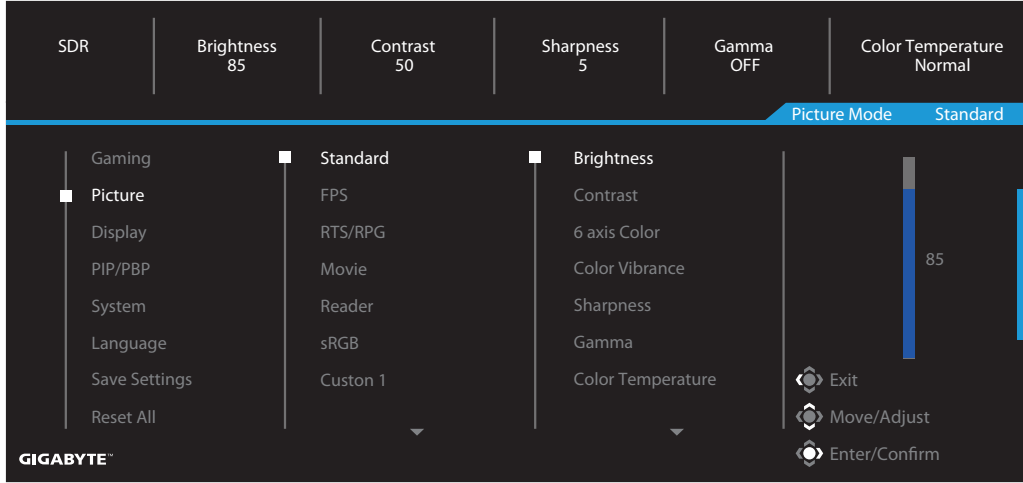 SDR
Brightness
85
Contrast
50
Sharpness
5
Gamma
OFF
Color Temperature
Normal
Picture Mode Standard
Gaming
Picture
Display
PIP/PBP
System
Language
Save Settings
Reset All
Standard
FPS
RTS/RPG
Movie
Reader
sRGB
Custon 1
Brightness
Contrast
6 axis Color
Color Vibrance
Sharpness
Gamma
Color Temperature
85
Exit
Move/Adjust
Enter/Confirm
GIGABYTE™